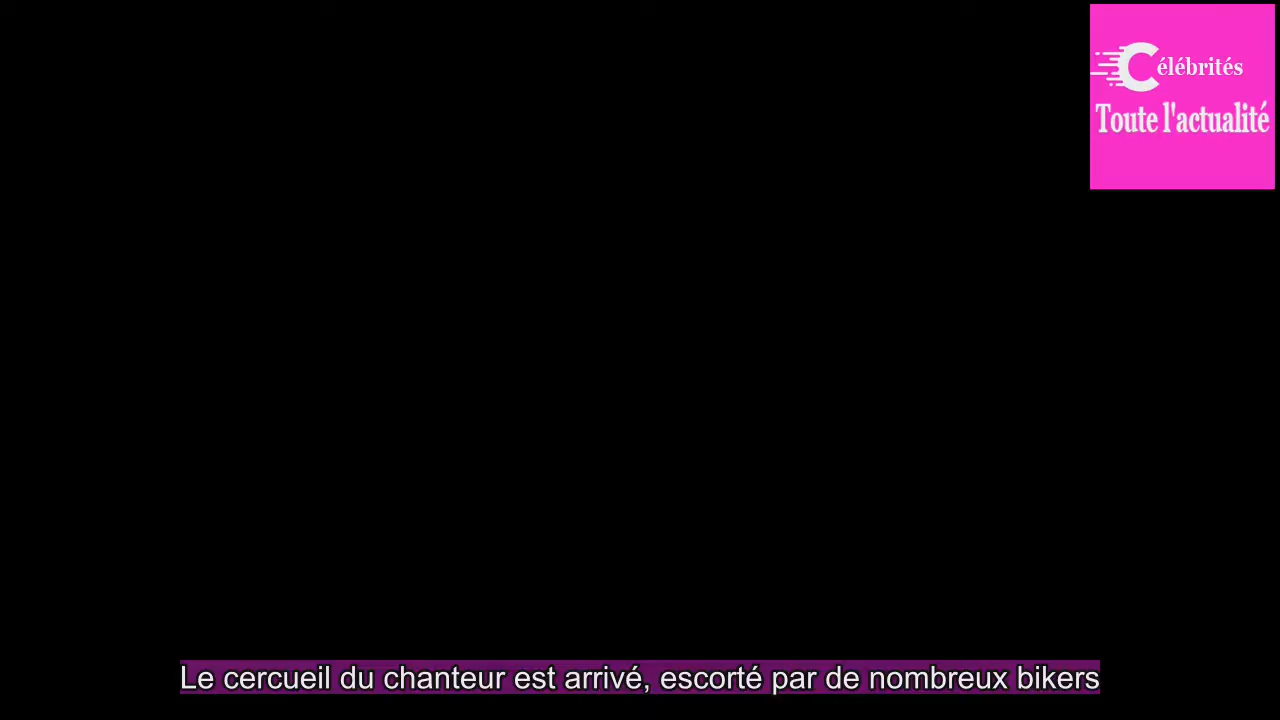 Célébrités
Toute l'actualité
Le cercueil du chanteur est arrivé, escorté par de nombreux bikers